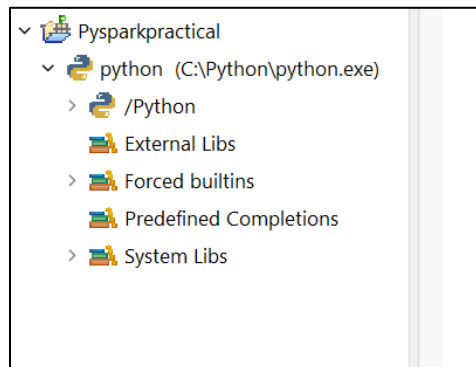 Pysparkpractical
python (C:\Python\python.exe)
/Python
External Libs
Forced builtins
Predefined Completions
System Libs